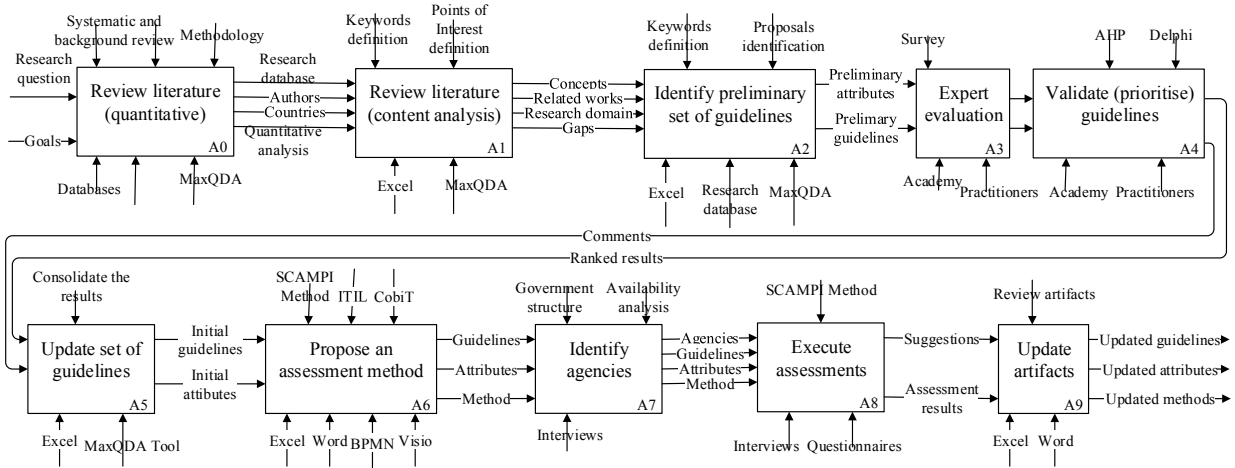 Systematic and
background review
Methodology
Research
question
Goals
Review literature
(quantitative)
A0
Databases
MaxQDA
Research
database
Authors
Countries
Quantitative
analysis
Keywords
definition
Points of
Interest
definition
Review literature
(content analysis)
A1
Excel
MaxQDA
Concepts
Related works
Research domain
Gaps
Keywords
definition
Proposals
identification
Identify preliminary
set of guidelines
A2
Excel
Research
database
MaxQDA
Preliminary
attributes
Prelimary
guidelines
Survey
Expert
evaluation
A3
Academy
Practitioners
AHP
Delphi
Validate (prioritise)
guidelines
A4
Academy
Practitioners
Comments
Ranked results
Consolidate the
results
Update set of
guidelines
A5
Excel
MaxQDA Tool
Initial
guidelines
Initial
attibutes
SCAMPI
Method
ITIL
CobiT
Propose an
assessment method
A6
Excel
Word
BPMN
Visio
Guidelines
Attributes
Method
Government
structure
Availability
analysis
Identify
agencies
A7
Interviews
Agencies
Guidelines
Attributes
Method
SCAMPI Method
Execute
assessments
A8
Interviews
Questionnaires
Suggestions
Assessment
results
Review artifacts
Update
artifacts
A9
Excel
Word
Updated guidelines
Updated attributes
Updated methods